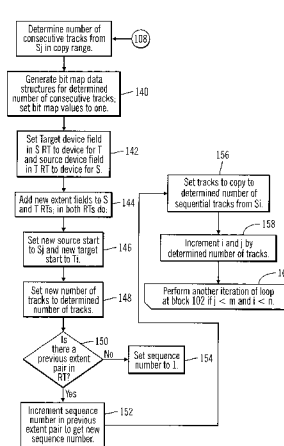 Determine number of
consecutive tracks from
Sj in copy range.
108
Generate bit map data
structures for determined
number of consecutive tracks;
set bit map values to one.
140
Set Target device field
in S RT to device for T
and source device field
in T RT to device for S.
142
Add new extent fields to S
and T RTs; in both RTs do:
144
Set new source start
to Sj and new target
start to Ti.
146
Set new number of
tracks to determined
number of tracks.
148
Is
there a
previous extent
pair in
RT?
150
No
Set sequence
number to 1.
154
Yes
Increment sequence
number in previous
extent pair to get new
sequence number.
152
156
Set tracks to copy to
determined number of
sequential tracks from Si.
158
Increment i and j by
determined number of tracks.
Perform another iteration of loop
at block 102 if j < m and i < n.